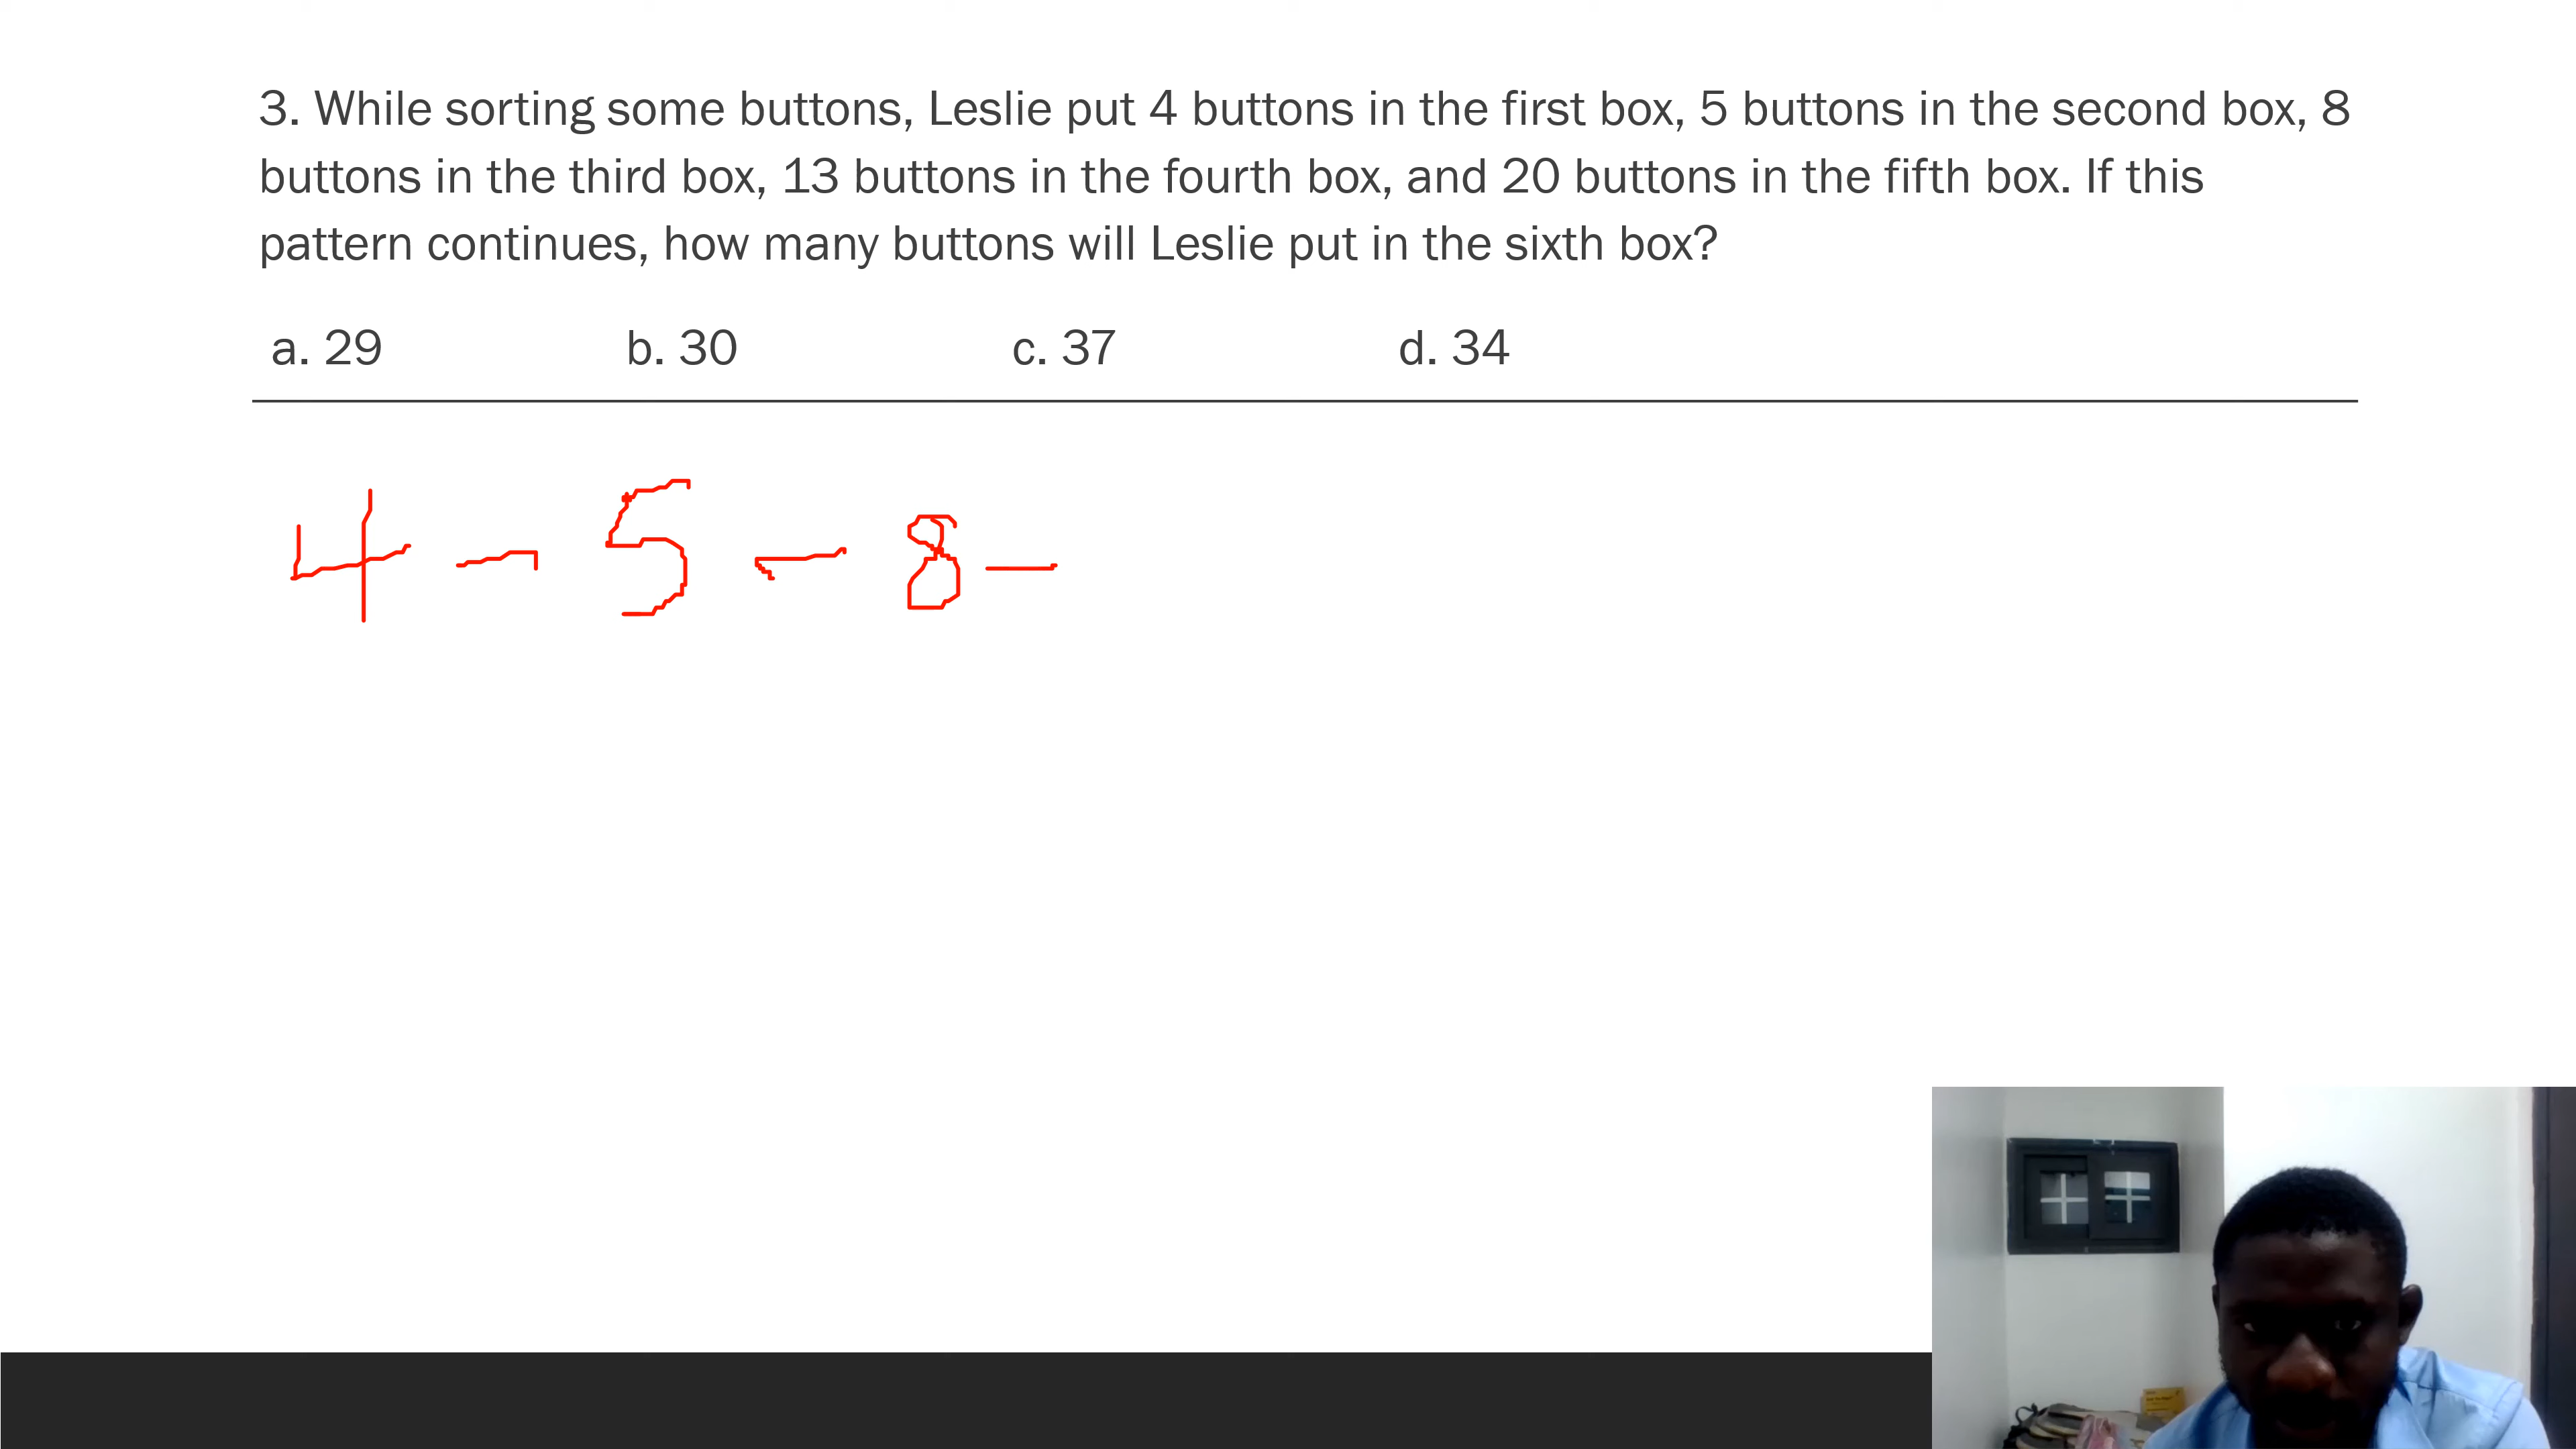 3. While sorting some buttons, Leslie put 4 buttons in the first box, 5 buttons in the second box, 8
buttons in the third box, 13 buttons in the fourth box, and 20 buttons in the fifth box. If this
pattern continues, how many buttons will Leslie put in the sixth box?
a. 29 b. 30 c. 37 d. 34
4 - 5 - 8 -